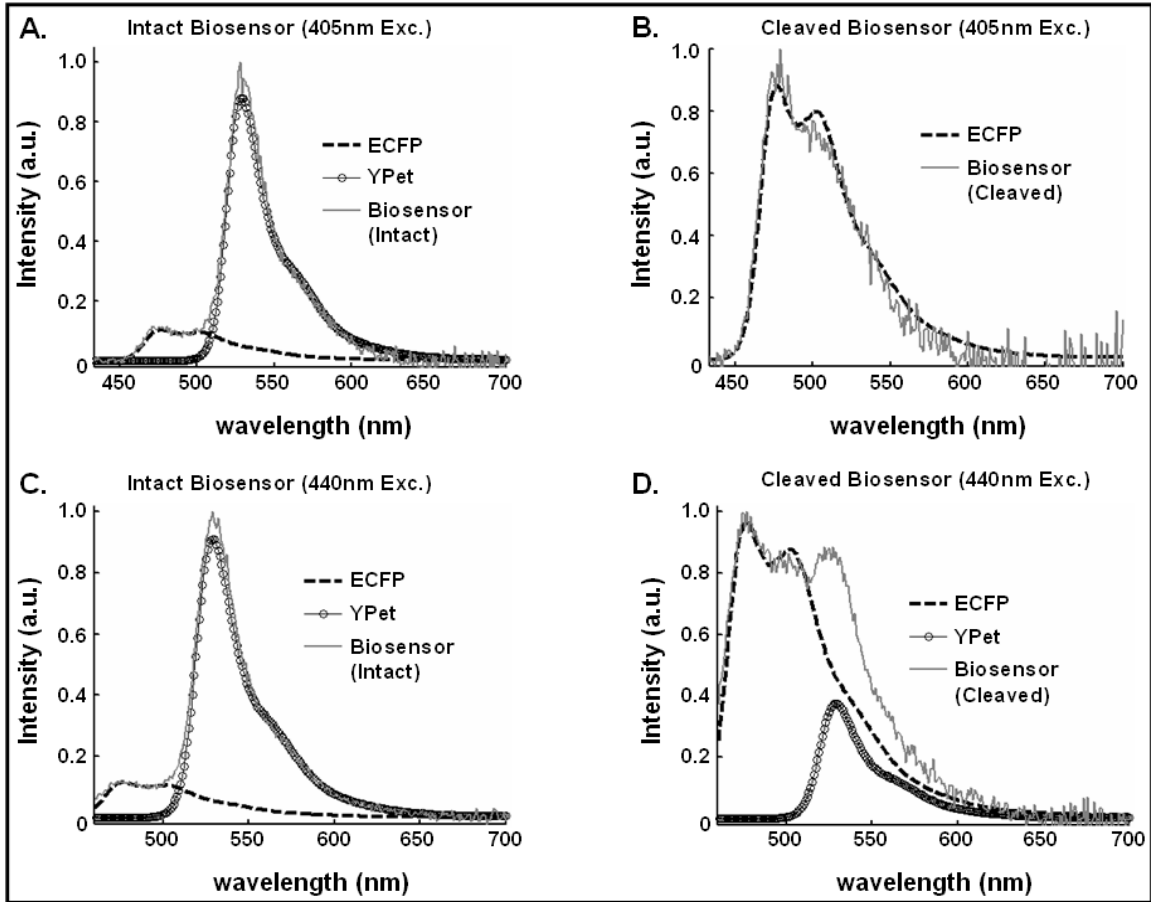 A.
Intact Biosensor (405nm Exc.)
Intensity (a.u.)
1.0
0.8
0.6
0.4
0.2
0
ECFP
YPet
Biosensor
(Intact)
450 500 550 600 650 700
wavelength (nm)
B.
Cleaved Biosensor (405nm Exc.)
Intensity (a.u.)
1.0
0.8
0.6
0.4
0.2
0
ECFP
Biosensor
(Cleaved)
450 500 550 600 650 700
wavelength (nm)
C.
Intact Biosensor (440nm Exc.)
Intensity (a.u.)
1.0
0.8
0.6
0.4
0.2
0
ECFP
YPet
Biosensor
(Intact)
500 550 600 650 700
wavelength (nm)
D.
Cleaved Biosensor (440nm Exc.)
Intensity (a.u.)
1.0
0.8
0.6
0.4
0.2
0
ECFP
YPet
Biosensor
(Cleaved)
500 550 600 650 700
wavelength (nm)